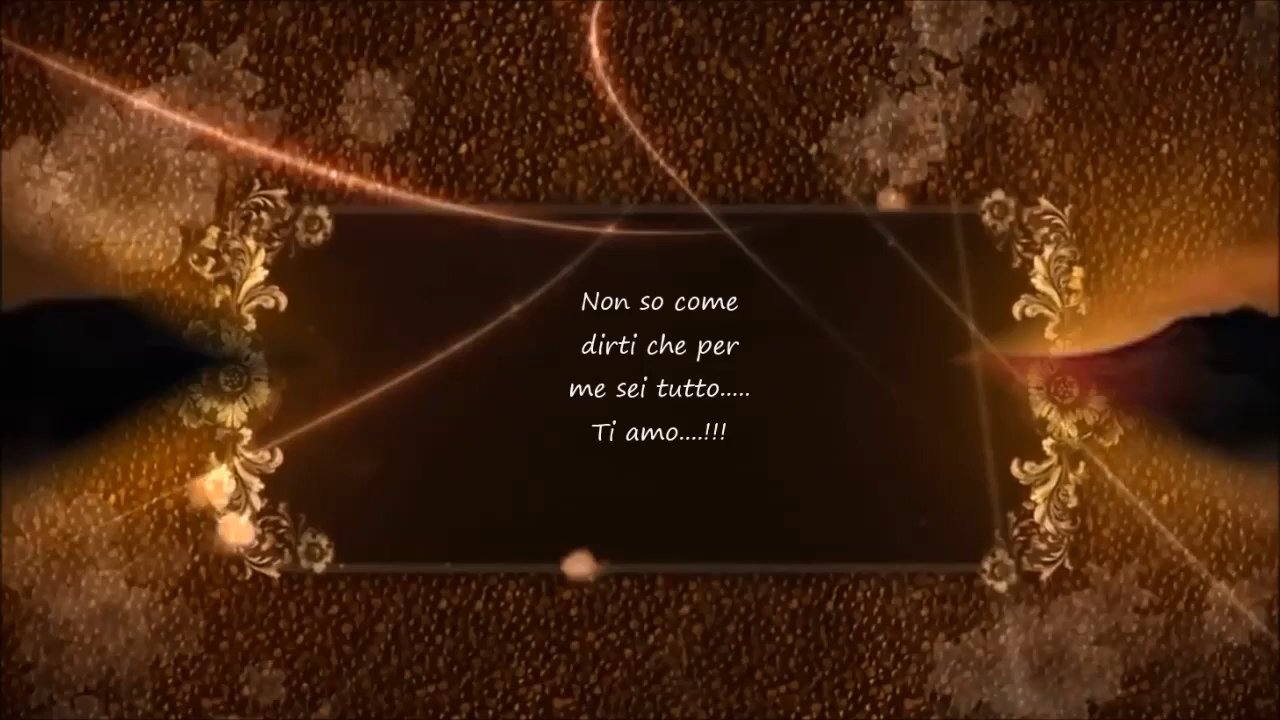 Non so come
dirti che per
me sei tutto.....
Ti amo....!!!